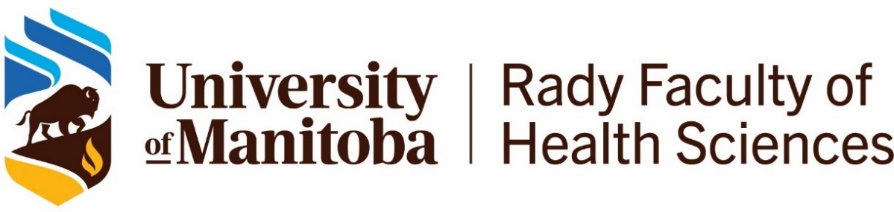 University
of Manitoba
Rady Faculty of
Health Sciences